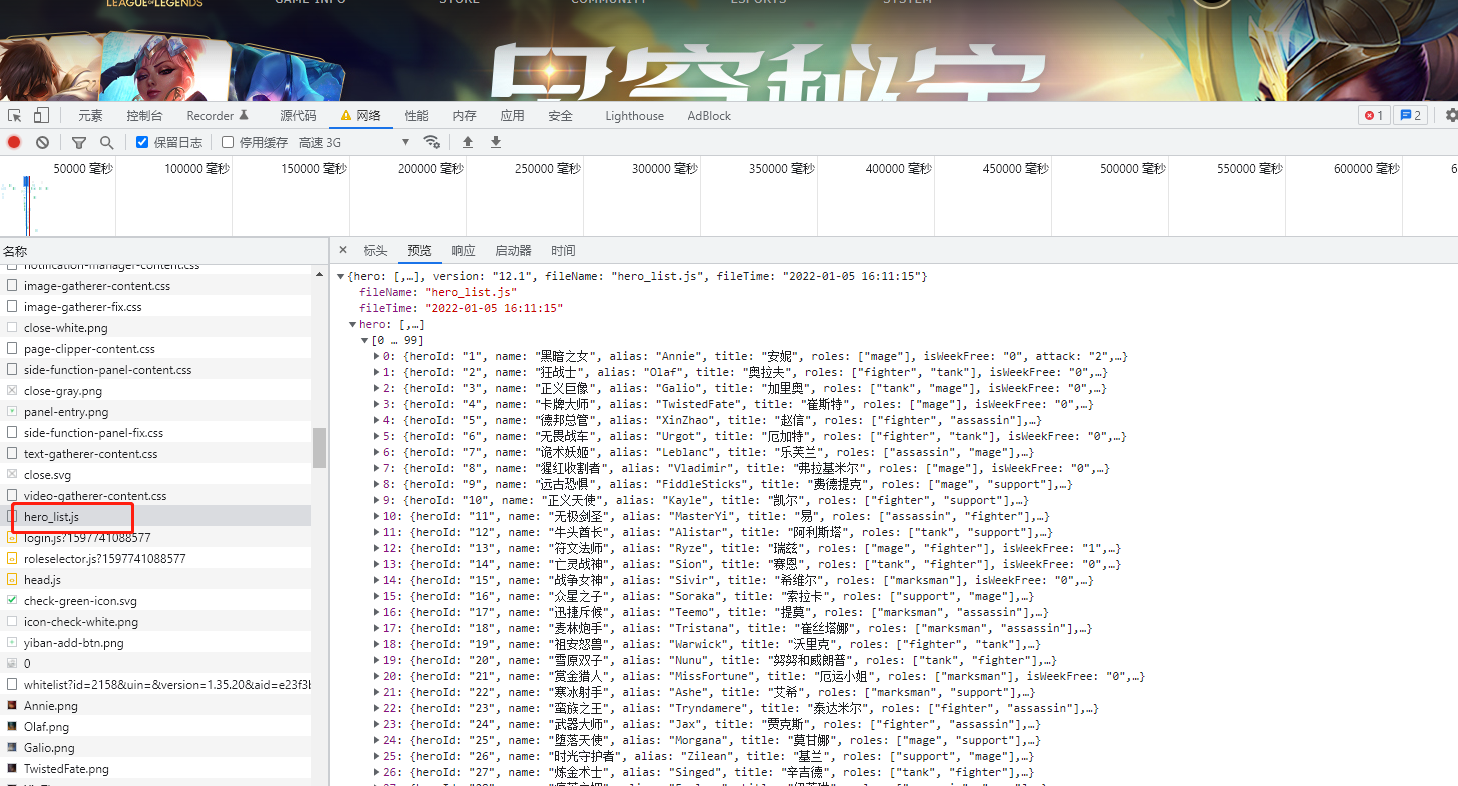 LEAGUE OF LEGENDS
GAME INFO STORE COMMUNITY ESPORTS SYSTEM
星穹秘宇
元素 控制台 Recorder 源代码 网络 性能 内存 应用 安全 Lighthouse AdBlock 1 2
保留日志 停用缓存 高速 3G
50000 毫秒 100000 毫秒 150000 毫秒 200000 毫秒 250000 毫秒 300000 毫秒 350000 毫秒 400000 毫秒 450000 毫秒 500000 毫秒 550000 毫秒 600000 毫秒 6
名称
notification-manager-content.css
image-gatherer-content.css
image-gatherer-fix.css
close-white.png
page-clipper-content.css
side-function-panel-content.css
close-gray.png
panel-entry.png
side-function-panel-fix.css
text-gatherer-content.css
close.svg
video-gatherer-content.css
hero_list.js
login.js?1597741088577
roleselector.js?1597741088577
head.js
check-green-icon.svg
icon-check-white.png
yiban-add-btn.png
0
whitelist?id=2158&uin=&version=1.35.20&aid=e23f3b
Annie.png
Olaf.png
Galio.png
TwistedFate.png
× 标头 预览 响应 启动器 时间
{hero: [,…], version: "12.1", fileName: "hero_list.js", fileTime: "2022-01-05 16:11:15"}
fileName: "hero_list.js"
fileTime: "2022-01-05 16:11:15"
hero: [,…]
[0 … 99]
0: {heroId: "1", name: "黑暗之女", alias: "Annie", title: "安妮", roles: ["mage"], isWeekFree: "0", attack: "2",…}
1: {heroId: "2", name: "狂战士", alias: "Olaf", title: "奥拉夫", roles: ["fighter", "tank"], isWeekFree: "0",…}
2: {heroId: "3", name: "正义巨像", alias: "Galio", title: "加里奥", roles: ["tank", "mage"], isWeekFree: "0",…}
3: {heroId: "4", name: "卡牌大师", alias: "TwistedFate", title: "崔斯特", roles: ["mage"], isWeekFree: "0",…}
4: {heroId: "5", name: "德邦总管", alias: "XinZhao", title: "赵信", roles: ["fighter", "assassin"],…}
5: {heroId: "6", name: "无畏战车", alias: "Urgot", title: "厄加特", roles: ["fighter", "tank"], isWeekFree: "0",…}
6: {heroId: "7", name: "诡术妖姬", alias: "Leblanc", title: "乐芙兰", roles: ["assassin", "mage"],…}
7: {heroId: "8", name: "猩红收割者", alias: "Vladimir", title: "弗拉基米尔", roles: ["mage"], isWeekFree: "0",…}
8: {heroId: "9", name: "远古恐惧", alias: "FiddleSticks", title: "费德提克", roles: ["mage", "support"],…}
9: {heroId: "10", name: "正义天使", alias: "Kayle", title: "凯尔", roles: ["fighter", "support"],…}
10: {heroId: "11", name: "无极剑圣", alias: "MasterYi", title: "易", roles: ["assassin", "fighter"],…}
11: {heroId: "12", name: "牛头酋长", alias: "Alistar", title: "阿利斯塔", roles: ["tank", "support"],…}
12: {heroId: "13", name: "符文法师", alias: "Ryze", title: "瑞兹", roles: ["mage", "fighter"], isWeekFree: "1",…}
13: {heroId: "14", name: "亡灵战神", alias: "Sion", title: "赛恩", roles: ["tank", "fighter"], isWeekFree: "0",…}
14: {heroId: "15", name: "战争女神", alias: "Sivir", title: "希维尔", roles: ["marksman"], isWeekFree: "0",…}
15: {heroId: "16", name: "众星之子", alias: "Soraka", title: "索拉卡", roles: ["support", "mage"],…}
16: {heroId: "17", name: "迅捷斥候", alias: "Teemo", title: "提莫", roles: ["marksman", "assassin"],…}
17: {heroId: "18", name: "麦林炮手", alias: "Tristana", title: "崔丝塔娜", roles: ["marksman", "assassin"],…}
18: {heroId: "19", name: "祖安怒兽", alias: "Warwick", title: "沃里克", roles: ["fighter", "tank"],…}
19: {heroId: "20", name: "雪原双子", alias: "Nunu", title: "努努和威朗普", roles: ["tank", "fighter"],…}
20: {heroId: "21", name: "赏金猎人", alias: "MissFortune", title: "厄运小姐", roles: ["marksman"], isWeekFree: "0",…}
21: {heroId: "22", name: "寒冰射手", alias: "Ashe", title: "艾希", roles: ["marksman", "support"],…}
22: {heroId: "23", name: "蛮族之王", alias: "Tryndamere", title: "泰达米尔", roles: ["fighter", "assassin"],…}
23: {heroId: "24", name: "武器大师", alias: "Jax", title: "贾克斯", roles: ["fighter", "assassin"],…}
24: {heroId: "25", name: "堕落天使", alias: "Morgana", title: "莫甘娜", roles: ["mage", "support"],…}
25: {heroId: "26", name: "时光守护者", alias: "Zilean", title: "基兰", roles: ["support", "mage"],…}
26: {heroId: "27", name: "炼金术士", alias: "Singed", title: "辛吉德", roles: ["tank", "fighter"],…}